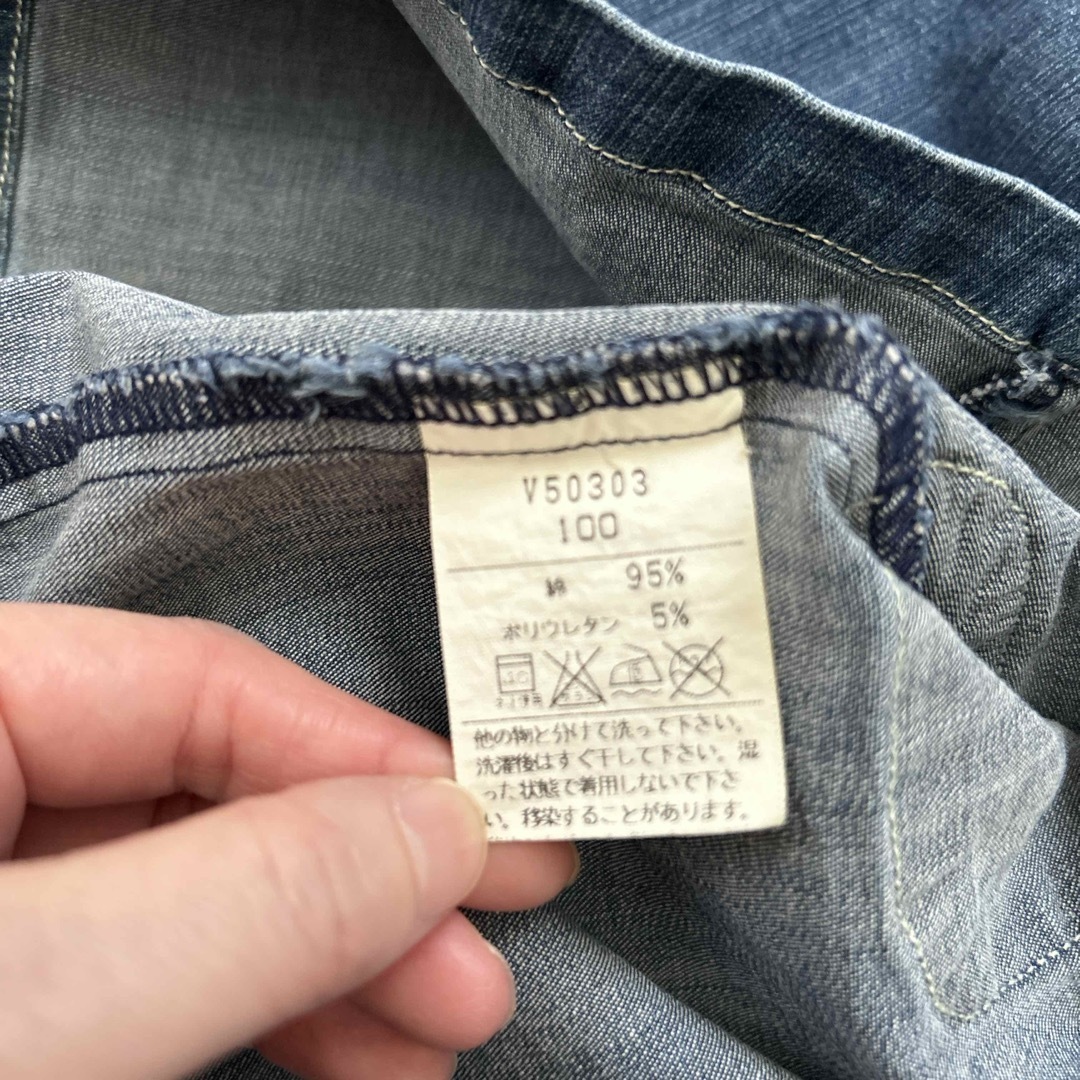 V50303
100
綿 95%
ポリウレタン 5%
他の物と分けて洗って下さい。
洗濯後はすぐ干して下さい。湿
った状態で着用しないで下さ
い。移染することがあります。